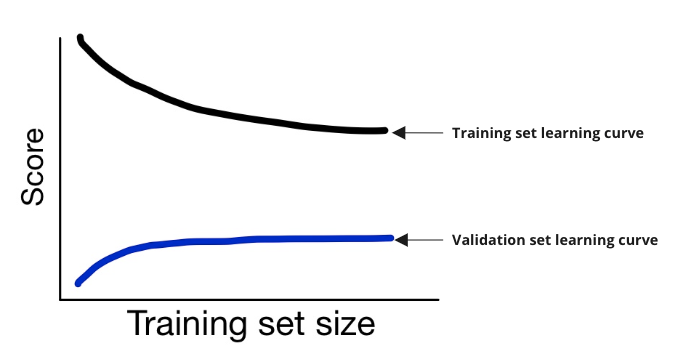 Score
Training set learning curve
Validation set learning curve
Training set size